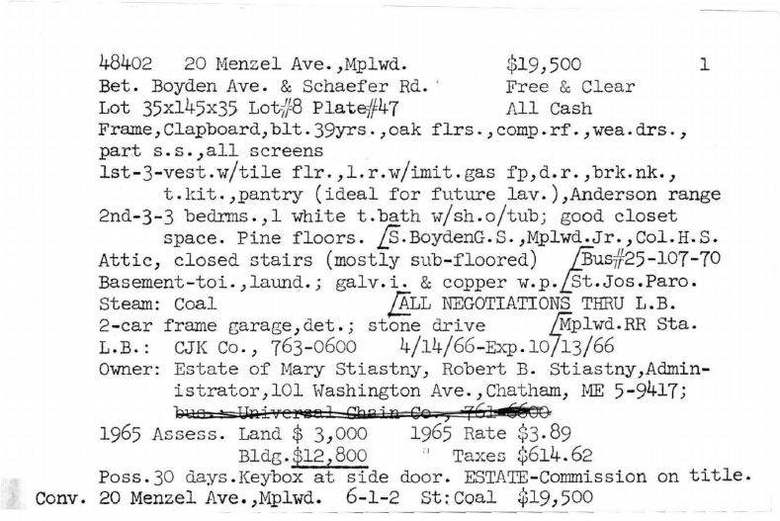 48402 20 Menzel Ave.,Mplwd. $19,500 1
Bet. Boyden Ave. & Schaefer Rd. Free & Clear
Lot 35x145x35 Lot#8 Plate#47 All Cash
Frame,Clapboard,blt.39yrs.,oak flrs.,comp.rf.,wea.drs.,
part s.s.,all screens
1st-3-vest.w/tile flr.,l.r.w/imit.gas fp,d.r.,brk.nk.,
t.kit.,pantry (ideal for future lav.),Anderson range
2nd-3-3 bedrms.,1 white t.bath w/sh.o/tub; good closet
space. Pine floors. /S.BoydenG.S.,Mplwd.Jr.,Col.H.S.
Attic, closed stairs (mostly sub-floored) /Bus#25-107-70
Basement-toi.,laund.; galv.i. & copper w.p./St.Jos.Paro.
Steam: Coal /ALL NEGOTIATIONS THRU L.B.
2-car frame garage,det.; stone drive /Mplwd.RR Sta.
L.B.: CJK Co., 763-0600 4/14/66-Exp.10/13/66
Owner: Estate of Mary Stiastny, Robert B. Stiastny,Admin-
istrator,101 Washington Ave.,Chatham, ME 5-9417;
bus.: Universal Chain Co., 761-6600
1965 Assess. Land $ 3,000 1965 Rate $3.89
Bldg.$12,800 " Taxes $614.62
Poss.30 days.Keybox at side door. ESTATE-Commission on title.
Conv. 20 Menzel Ave.,Mplwd. 6-1-2 St:Coal $19,500